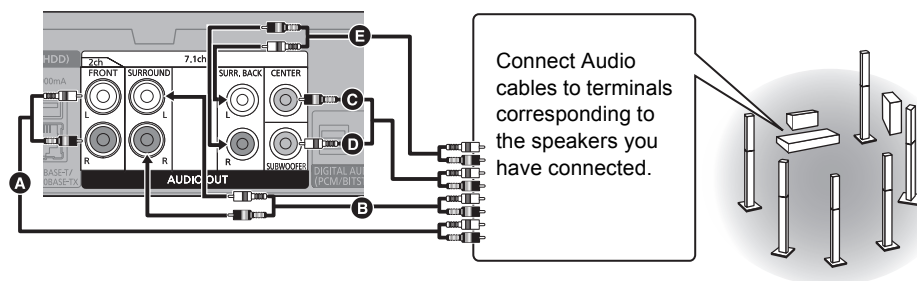 HDD)
2ch
7.1ch
FRONT
SURROUND
SURR. BACK
CENTER
00mA
L
L
L
R
R
R
SUBWOOFER
BASE-T/
0BASE-TX
AUDIO OUT
DIGITAL AU
(PCM/BITS
A
B
C
D
E
Connect Audio
cables to terminals
corresponding to
the speakers you
have connected.